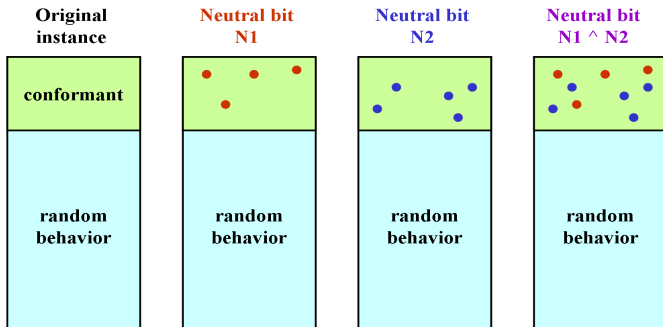 Original
instance
Neutral bit
N1
Neutral bit
N2
Neutral bit
N1 ^ N2
conformant
random
behavior
random
behavior
random
behavior
random
behavior